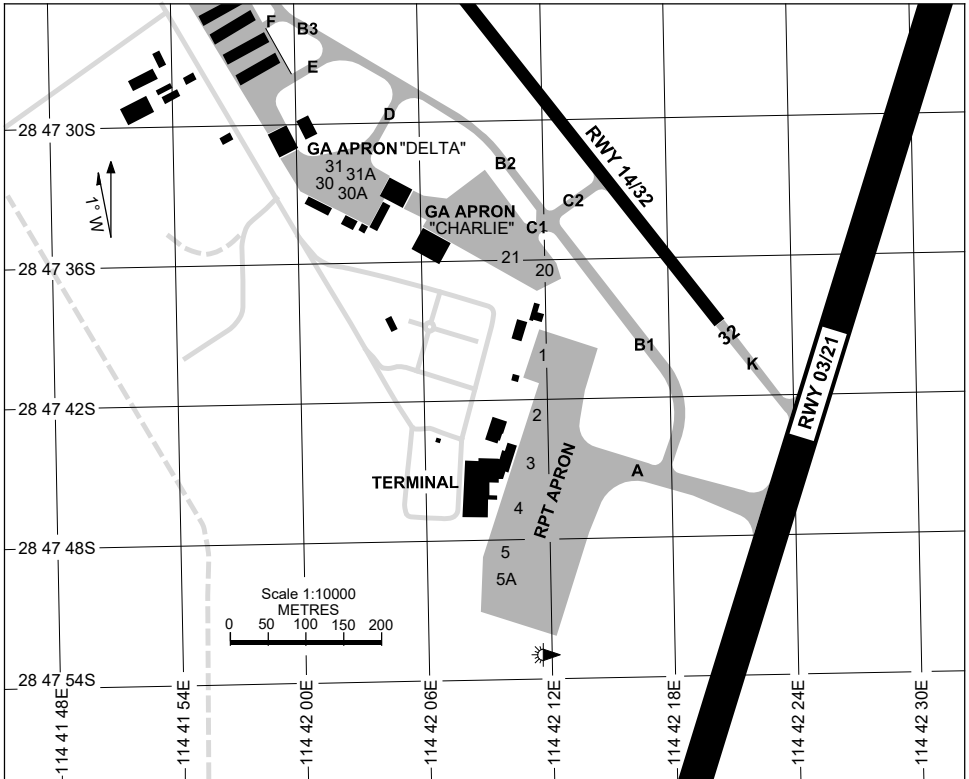 F
B3
E
D
28 47 30S
GA APRON "DELTA"
31
31A
30
30A
B2
RWY 14/32
C2
1° W
GA APRON
"CHARLIE"
C1
21
20
28 47 36S
32
B1
K
1
RWY 03/21
28 47 42S
2
3
A
TERMINAL
RPT APRON
4
28 47 48S
5
5A
Scale 1:10000
METRES
0 50 100 150 200
28 47 54S
114 41 48E
114 41 54E
114 42 00E
114 42 06E
114 42 12E
114 42 18E
114 42 24E
114 42 30E